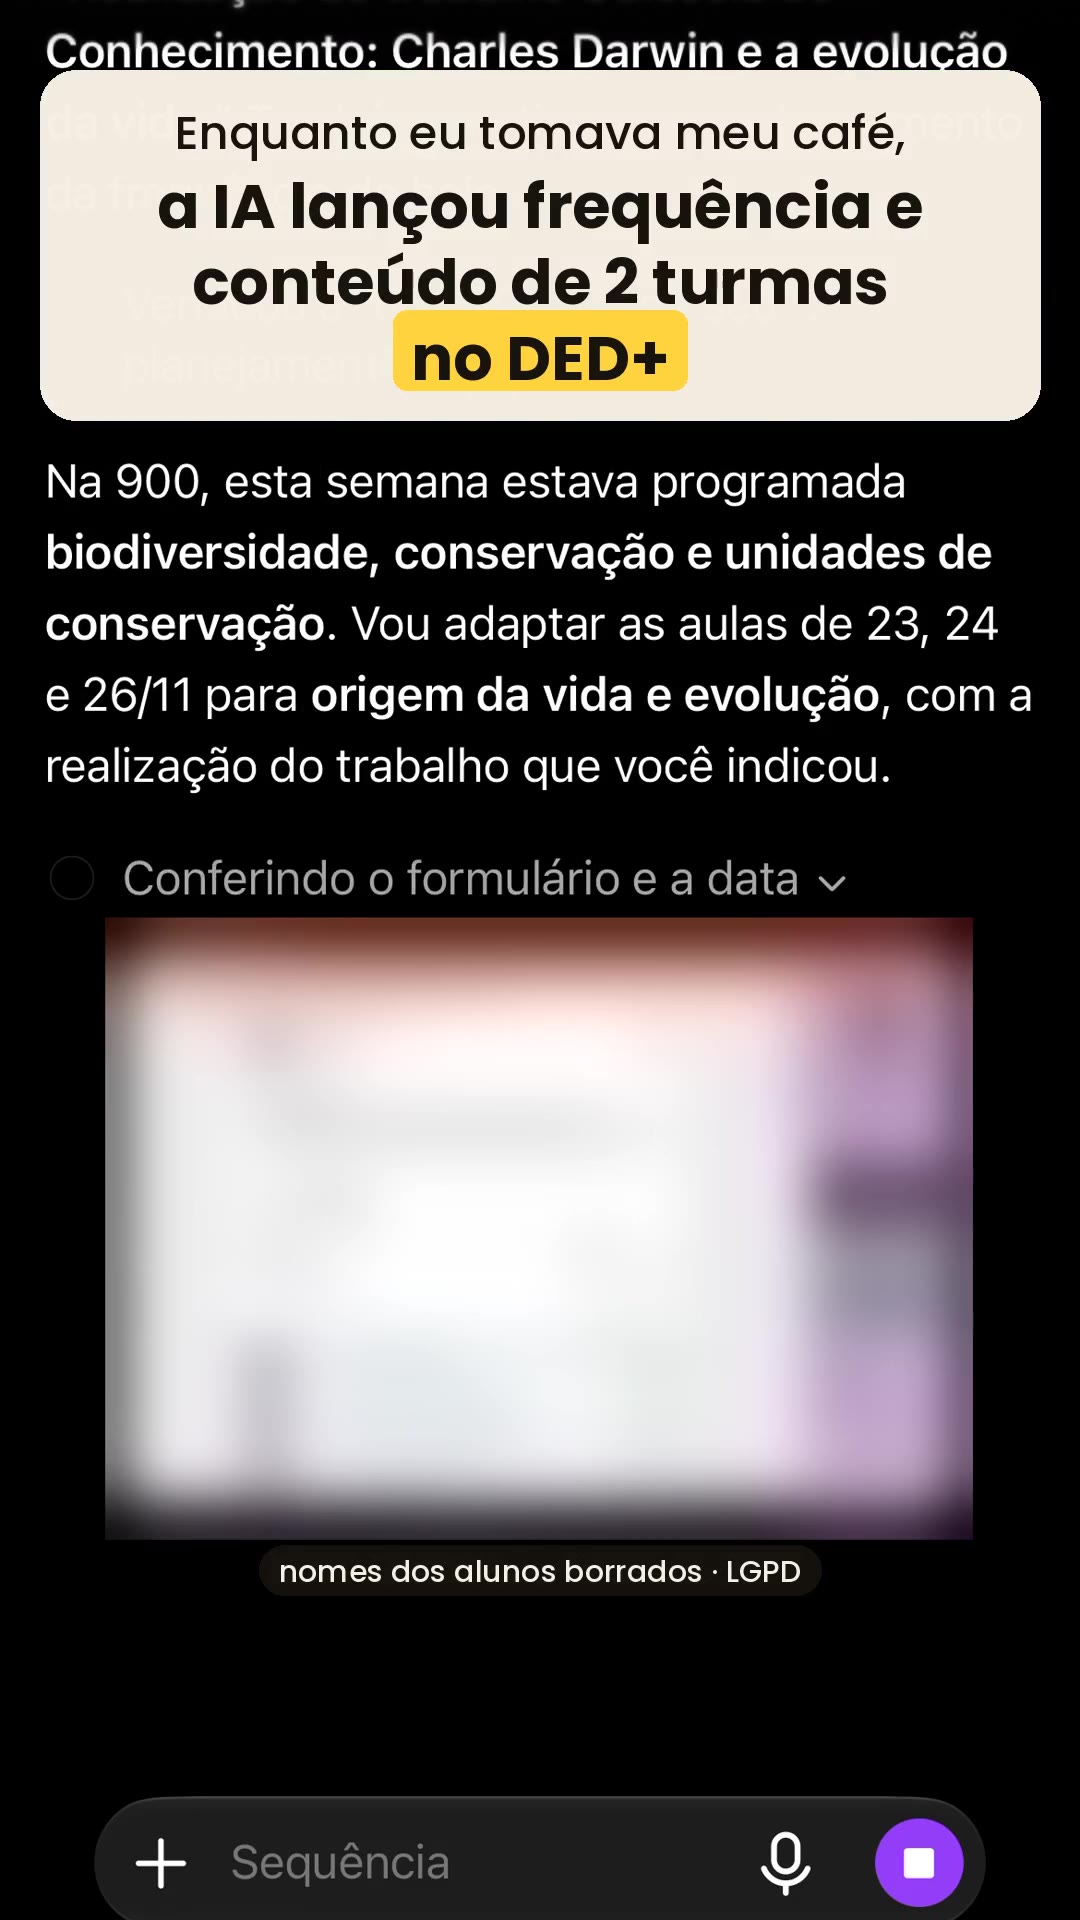 Conhecimento: Charles Darwin e a evolução
Enquanto eu tomava meu café,
a IA lançou frequência e
conteúdo de 2 turmas
no DED+
Na 900, esta semana estava programada
biodiversidade, conservação e unidades de
conservação. Vou adaptar as aulas de 23, 24
e 26/11 para origem da vida e evolução, com a
realização do trabalho que você indicou.
Conferindo o formulário e a data
nomes dos alunos borrados · LGPD
Sequência